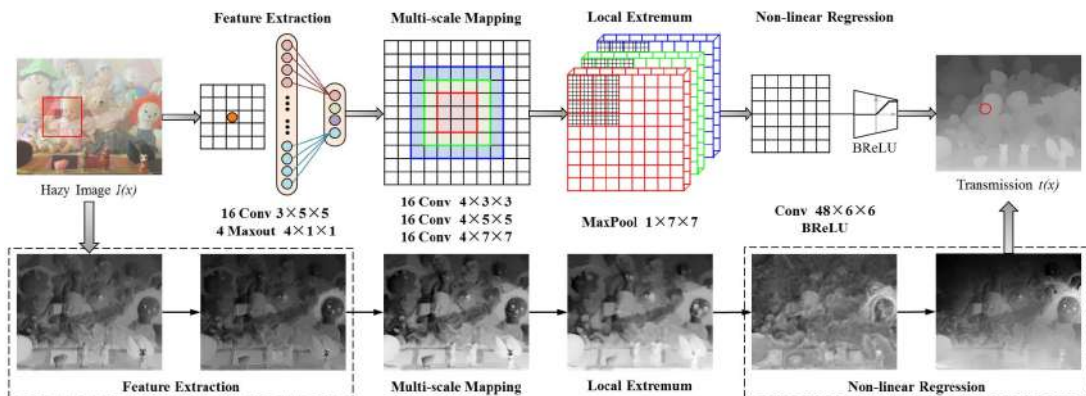 Feature Extraction
Multi-scale Mapping
Local Extremum
Non-linear Regression
BReLU
Hazy Image I(x)
Transmission t(x)
16 Conv 3×5×5
4 Maxout 4×1×1
16 Conv 4×3×3
16 Conv 4×5×5
16 Conv 4×7×7
MaxPool 1×7×7
Conv 48×6×6
BReLU
Feature Extraction
Multi-scale Mapping
Local Extremum
Non-linear Regression